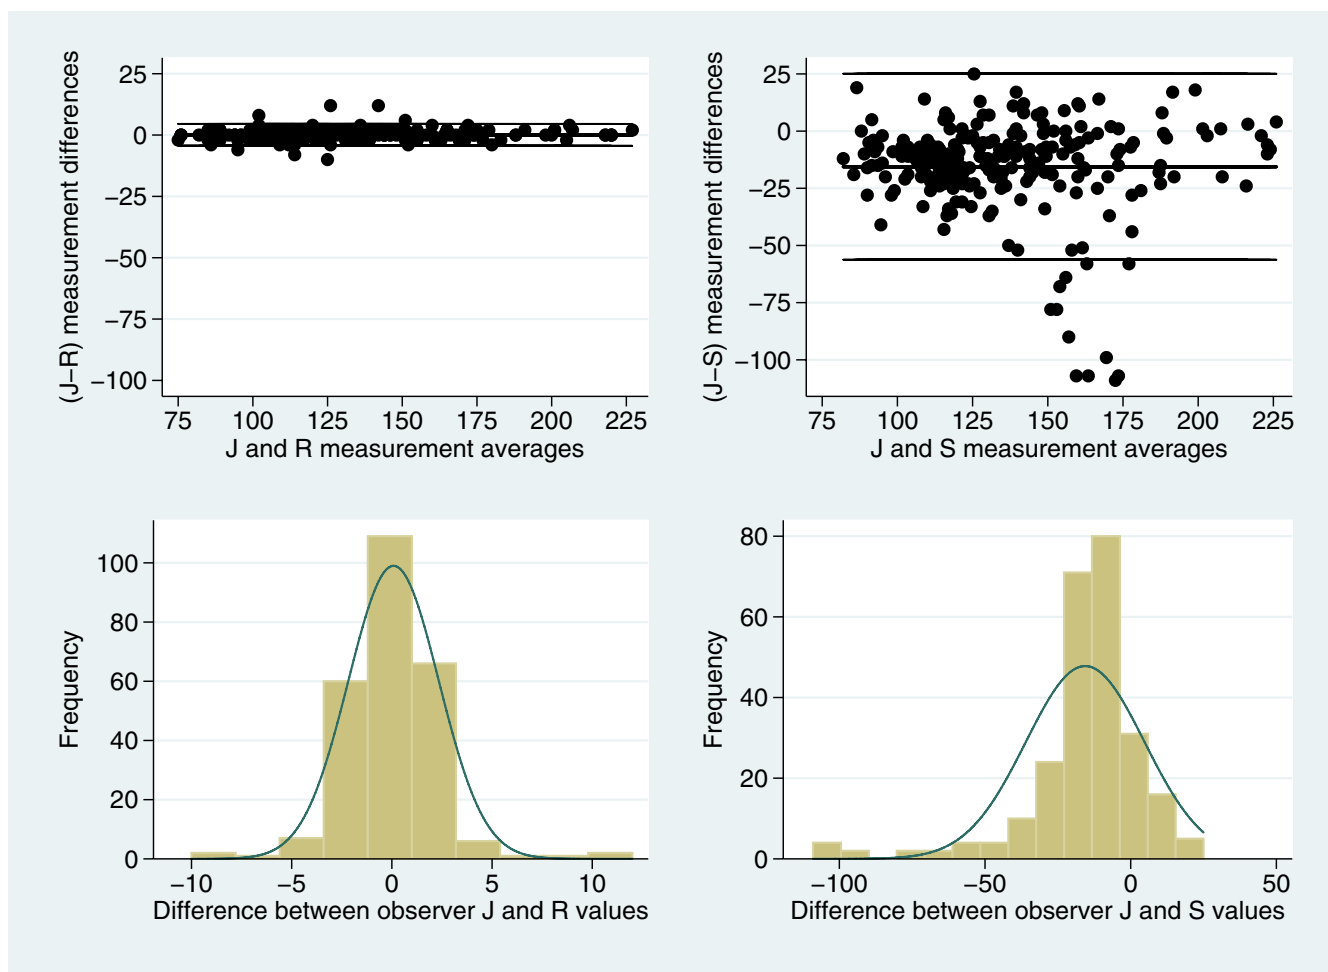 (J−R) measurement differences
25
0
−25
−50
−75
−100
75 100 125 150 175 200 225
J and R measurement averages
(J−S) measurement differences
25
0
−25
−50
−75
−100
75 100 125 150 175 200 225
J and S measurement averages
Frequency
100
80
60
40
20
0
−10 −5 0 5 10
Difference between observer J and R values
Frequency
80
60
40
20
0
−100 −50 0 50
Difference between observer J and S values